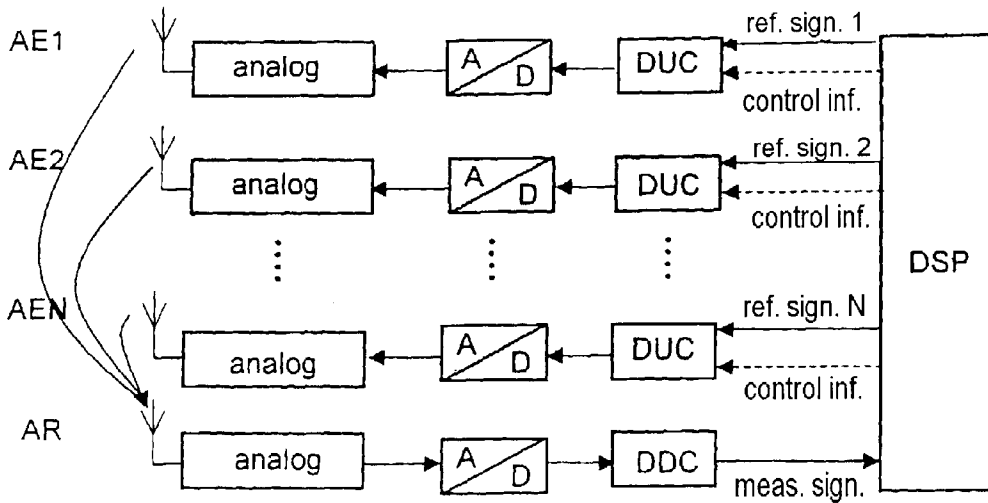 AE1
analog
A
D
DUC
ref. sign. 1
control inf.
AE2
analog
A
D
DUC
ref. sign. 2
control inf.
DSP
AEN
analog
A
D
DUC
ref. sign. N
control inf.
AR
analog
A
D
DDC
meas. sign.